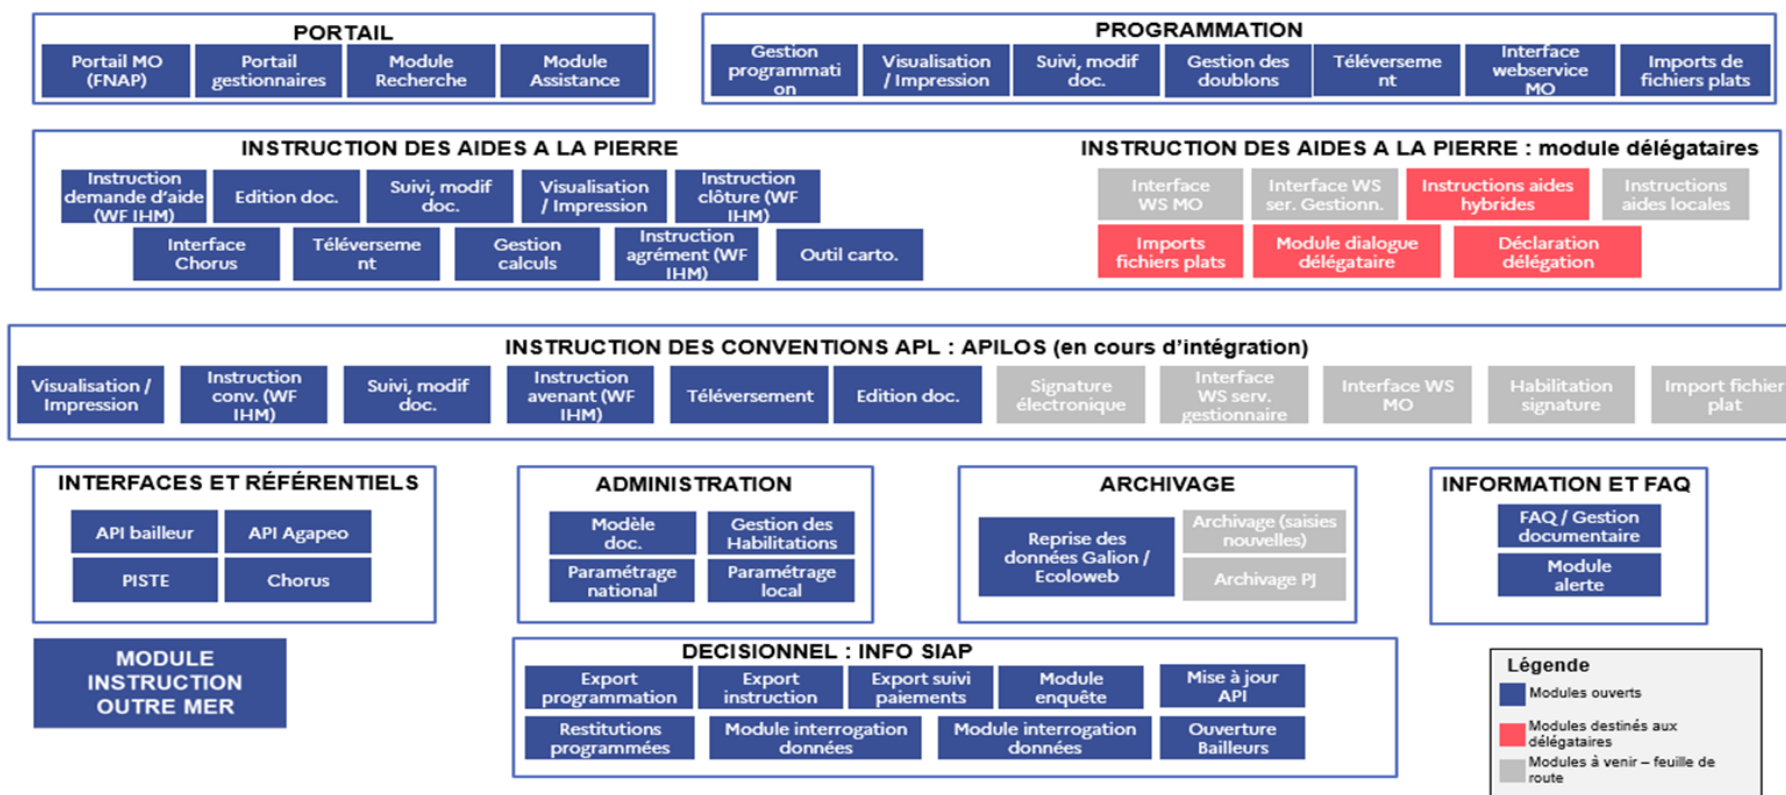 PORTAIL
Portail MO
(FNAP)
Portail
gestionnaires
Module
Recherche
Module
Assistance
PROGRAMMATION
Gestion
programmati
on
Visualisation
/ Impression
Suivi, modif
doc.
Gestion des
doublons
Téléverseme
nt
Interface
webservice
MO
Imports de
fichiers plats
INSTRUCTION DES AIDES A LA PIERRE
Instruction
demande d'aide
(WF IHM)
Edition doc.
Suivi, modif
doc.
Visualisation
/ Impression
Instruction
clôture (WF
IHM)
Interface
Chorus
Téléverseme
nt
Gestion
calculs
Instruction
agrément (WF
IHM)
Outil carto.
INSTRUCTION DES AIDES A LA PIERRE : module délégataires
Interface
WS MO
Interface WS
ser. Gestionn.
Instructions aides
hybrides
Instructions
aides locales
Imports
fichiers plats
Module dialogue
délégataire
Déclaration
délégation
INSTRUCTION DES CONVENTIONS APL : APILOS (en cours d'intégration)
Visualisation /
Impression
Instruction
conv. (WF
IHM)
Suivi, modif
doc.
Instruction
avenant (WF
IHM)
Téléversement
Edition doc.
Signature
électronique
Interface
WS serv.
gestionnaire
Interface WS
MO
Habilitation
signature
Import fichier
plat
INTERFACES ET RÉFÉRENTIELS
API bailleur
API Agapeo
PISTE
Chorus
ADMINISTRATION
Modèle
doc.
Gestion des
Habilitations
Paramétrage
national
Paramétrage
local
ARCHIVAGE
Reprise des
données Galion /
Ecoloweb
Archivage (saisies
nouvelles)
Archivage PJ
INFORMATION ET FAQ
FAQ / Gestion
documentaire
Module
alerte
MODULE
INSTRUCTION
OUTRE MER
DECISIONNEL : INFO SIAP
Export
programmation
Export
instruction
Export suivi
paiements
Module
enquête
Mise à jour
API
Restitutions
programmées
Module interrogation
données
Module interrogation
données
Ouverture
Bailleurs
Légende
Modules ouverts
Modules destinés aux
délégataires
Modules à venir – feuille de
route